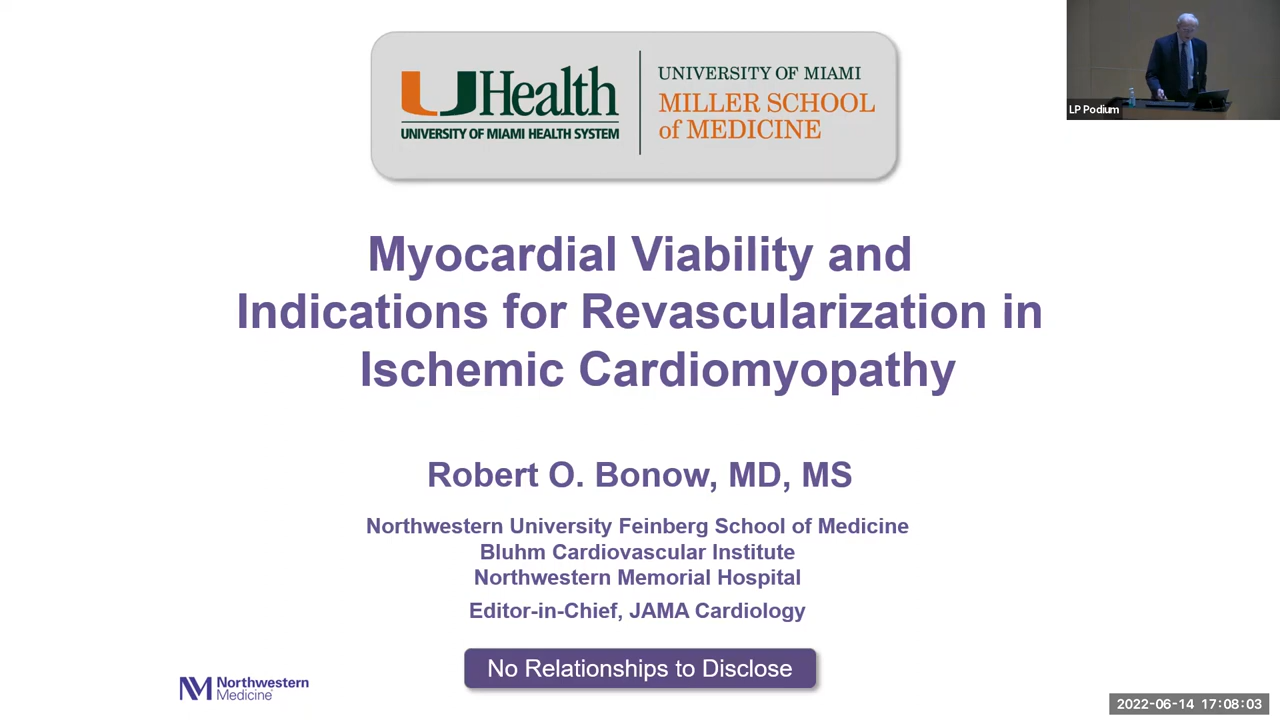 UHealth
UNIVERSITY OF MIAMI HEALTH SYSTEM
UNIVERSITY OF MIAMI
MILLER SCHOOL
of MEDICINE
LP Podium
Myocardial Viability and
Indications for Revascularization in
Ischemic Cardiomyopathy
Robert O. Bonow, MD, MS
Northwestern University Feinberg School of Medicine
Bluhm Cardiovascular Institute
Northwestern Memorial Hospital
Editor-in-Chief, JAMA Cardiology
No Relationships to Disclose
NM Northwestern
Medicine
2022-06-14 17:08:03